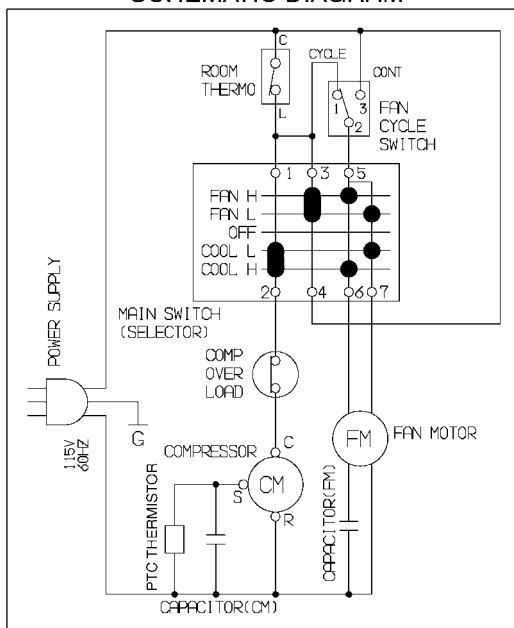 C
CYCLE
ROOM
THERMO
CONT
1 3
2
FAN
CYCLE
SWITCH
L
1 3 5
FAN H
FAN L
OFF
COOL L
COOL H
2 4 6 7
MAIN SWITCH
(SELECTOR)
POWER SUPPLY
COMP
OVER
LOAD
115V
60HZ
G
COMPRESSOR
C
FM
FAN MOTOR
S
CM
R
PTC THERMISTOR
CAPACITOR(FM)
CAPACITOR(CM)